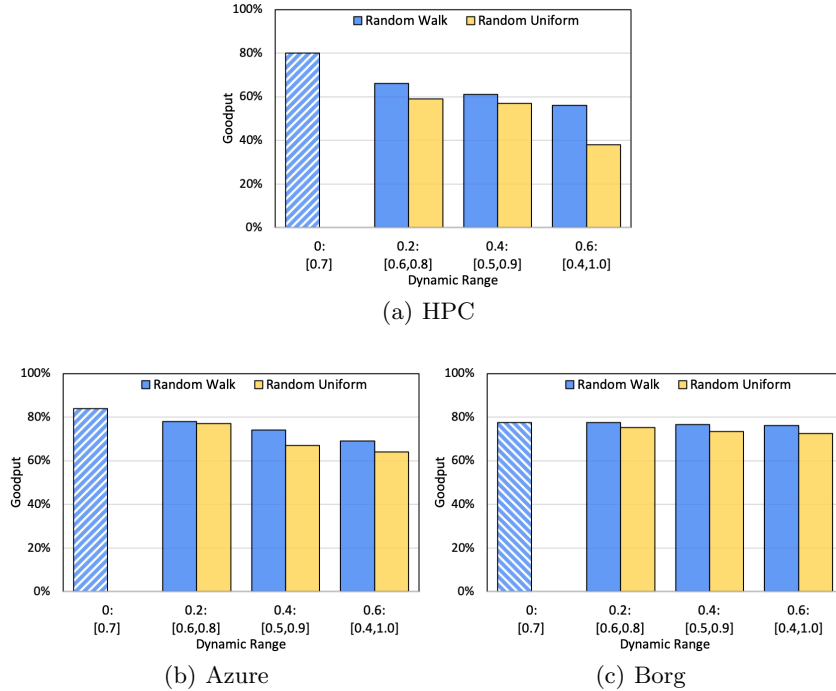 100%
Random Walk Random Uniform
80%
60%
Goodput
40%
20%
0%
0: 0.2: 0.4: 0.6:
[0.7] [0.6,0.8] [0.5,0.9] [0.4,1.0]
Dynamic Range
(a) HPC
100%
Random Walk Random Uniform
80%
60%
Goodput
40%
20%
0%
0: 0.2: 0.4: 0.6:
[0.7] [0.6,0.8] [0.5,0.9] [0.4,1.0]
Dynamic Range
(b) Azure
100%
Random Walk Random Uniform
80%
60%
Goodput
40%
20%
0%
0: 0.2: 0.4: 0.6:
[0.7] [0.6,0.8] [0.5,0.9] [0.4,1.0]
Dynamic Range
(c) Borg